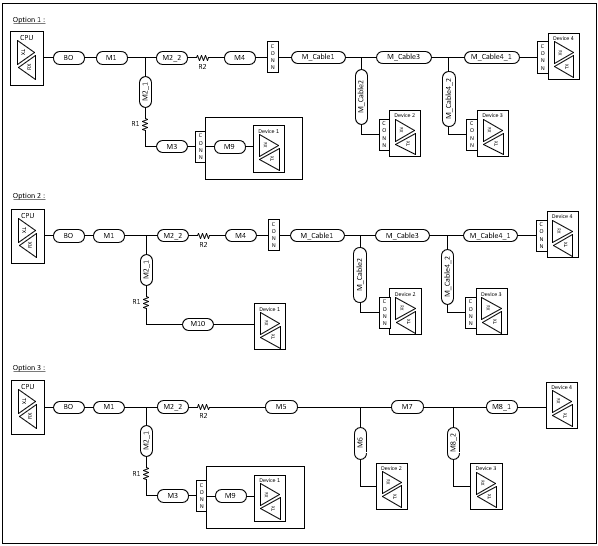 Option 1 :
CPU
TX
RX
BO
M1
M2_2
R2
M4
CONN
M_Cable1
M_Cable3
M_Cable4_1
CONN
Device 4
RX
TX
M2_1
R1
M3
CONN
M9
Device 1
RX
TX
M_Cable2
CONN
Device 2
RX
TX
M_Cable4_2
CONN
Device 3
RX
TX
Option 2 :
CPU
TX
RX
BO
M1
M2_2
R2
M4
CONN
M_Cable1
M_Cable3
M_Cable4_1
CONN
Device 4
RX
TX
M2_1
R1
M10
Device 1
RX
TX
M_Cable2
CONN
Device 2
RX
TX
M_Cable4_2
CONN
Device 3
RX
TX
Option 3 :
CPU
TX
RX
BO
M1
M2_2
R2
M5
M7
M8_1
Device 4
RX
TX
M2_1
R1
M3
CONN
M9
Device 1
RX
TX
M6
Device 2
RX
TX
M8_2
Device 3
RX
TX